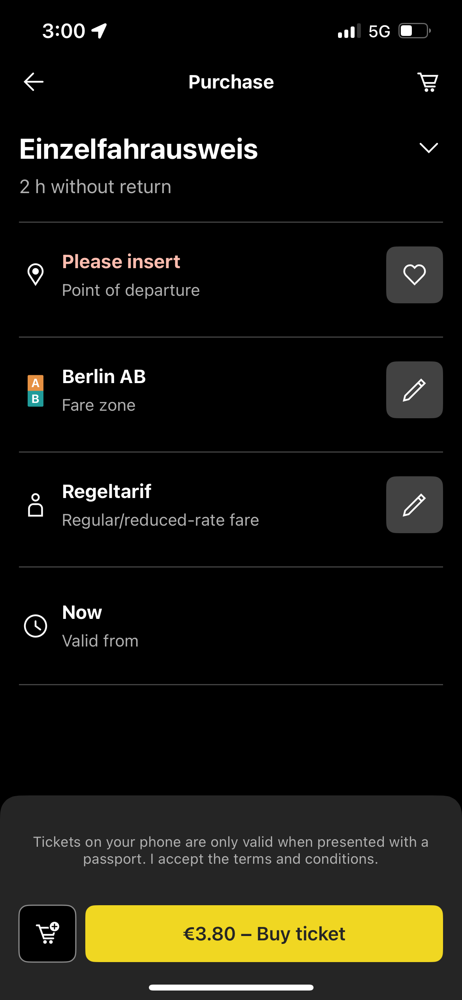 3:00
5G
Purchase
Einzelfahrausweis
2 h without return
Please insert
Point of departure
A
B
Berlin AB
Fare zone
Regeltarif
Regular/reduced-rate fare
Now
Valid from
Tickets on your phone are only valid when presented with a
passport. I accept the terms and conditions.
€3.80 – Buy ticket